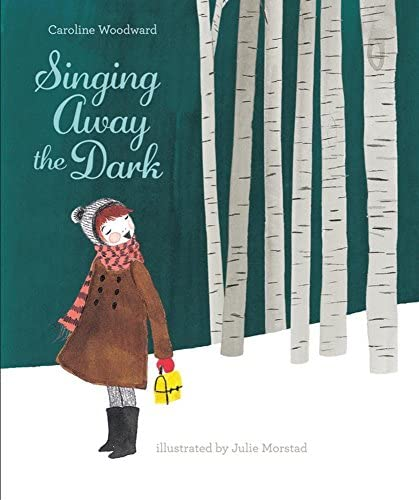 Caroline Woodward
Singing
Away
the Dark
illustrated by Julie Morstad